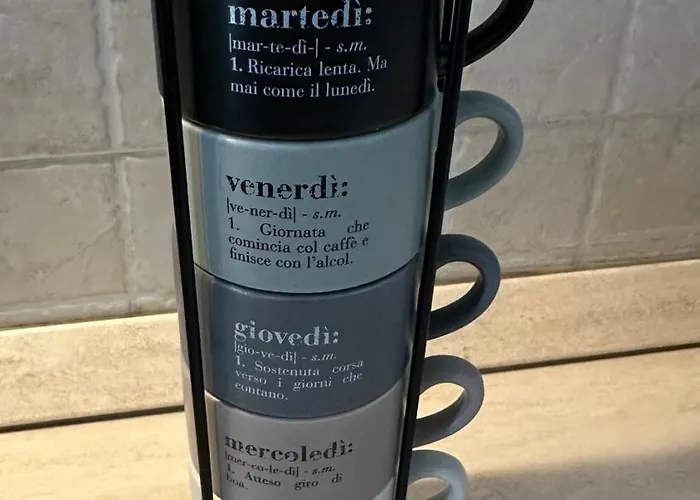 martedì:
|mar-te-dì-| - s.m.
1. Ricarica lenta. Ma
mai come il lunedì.
venerdì:
|ve-ner-dì| - s.m.
1. Giornata che
comincia col caffè e
finisce con l'alcol.
giovedì:
|gio-ve-dì| - s.m.
1. Sostenuta corsa
verso i giorni che
contano.
mercoledì:
|mer-co-le-dì| - s.m.
1. Atteso giro di
boa.